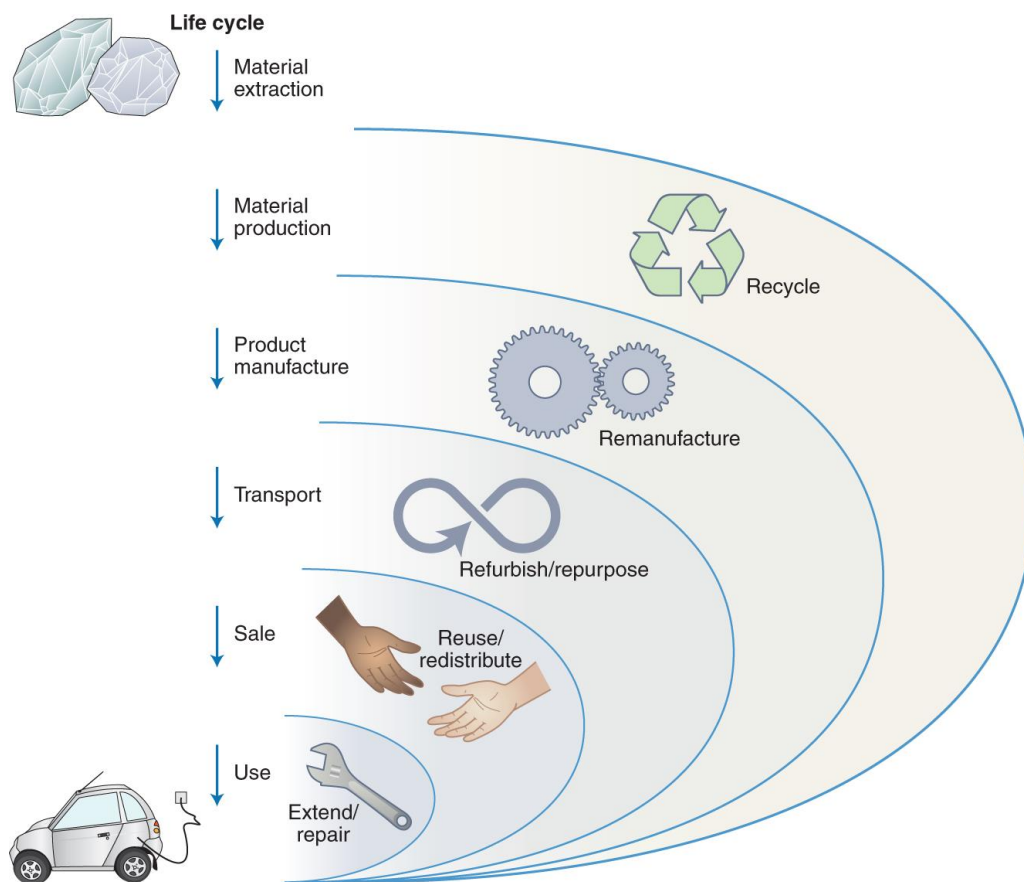 Life cycle
Material
extraction
Material
production
Recycle
Product
manufacture
Remanufacture
Transport
Refurbish/repurpose
Sale
Reuse/
redistribute
Use
Extend/
repair